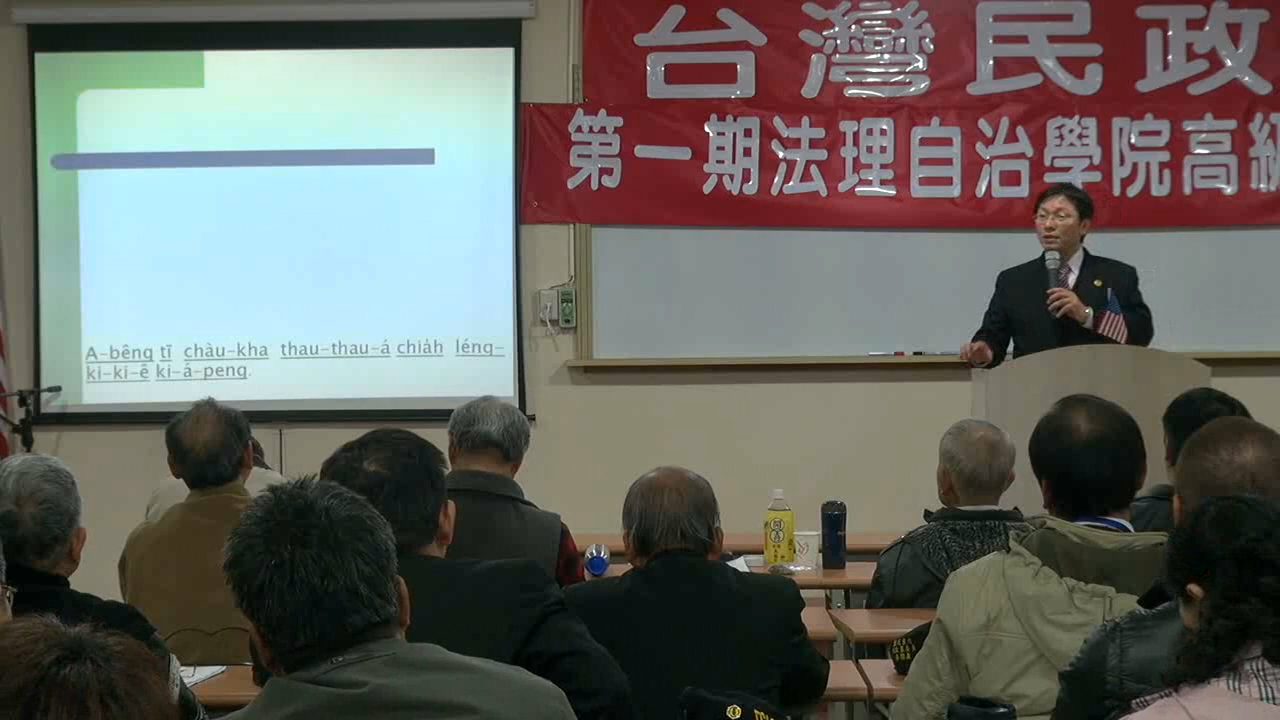 台灣民政
第一期法理自治學院高級
A-bêng tī chàu-kha thau-thau-á chia̍h léng-
ki-ki-ê ki-á-peng.